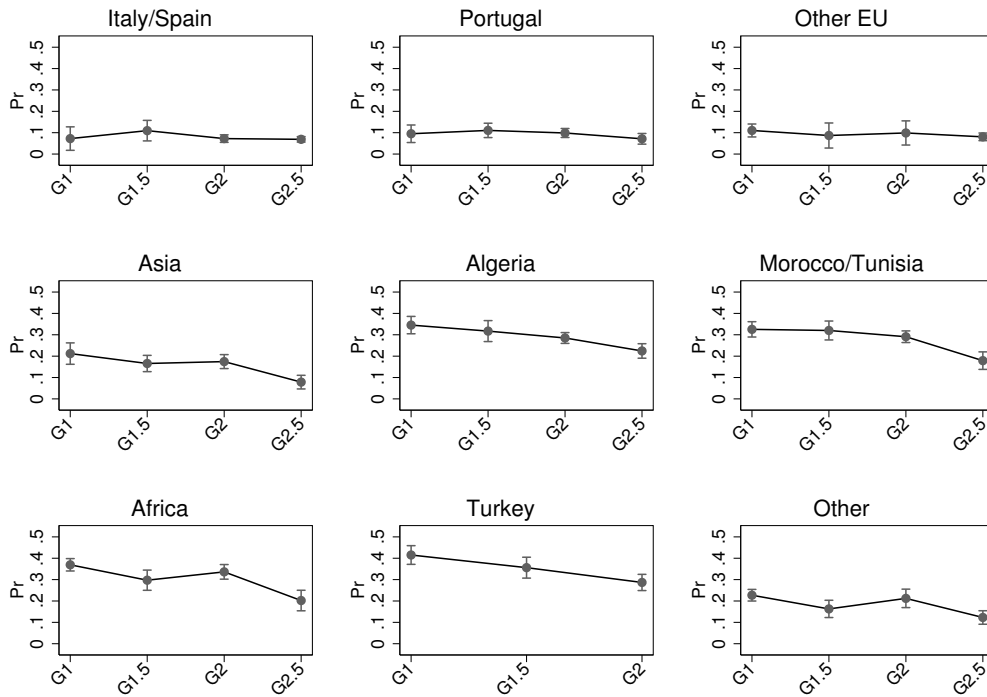 Italy/Spain
Pr
0 .1 .2 .3 .4 .5
G1 G1.5 G2 G2.5
Portugal
Pr
0 .1 .2 .3 .4 .5
G1 G1.5 G2 G2.5
Other EU
Pr
0 .1 .2 .3 .4 .5
G1 G1.5 G2 G2.5
Asia
Pr
0 .1 .2 .3 .4 .5
G1 G1.5 G2 G2.5
Algeria
Pr
0 .1 .2 .3 .4 .5
G1 G1.5 G2 G2.5
Morocco/Tunisia
Pr
0 .1 .2 .3 .4 .5
G1 G1.5 G2 G2.5
Africa
Pr
0 .1 .2 .3 .4 .5
G1 G1.5 G2 G2.5
Turkey
Pr
0 .1 .2 .3 .4 .5
G1 G1.5 G2
Other
Pr
0 .1 .2 .3 .4 .5
G1 G1.5 G2 G2.5